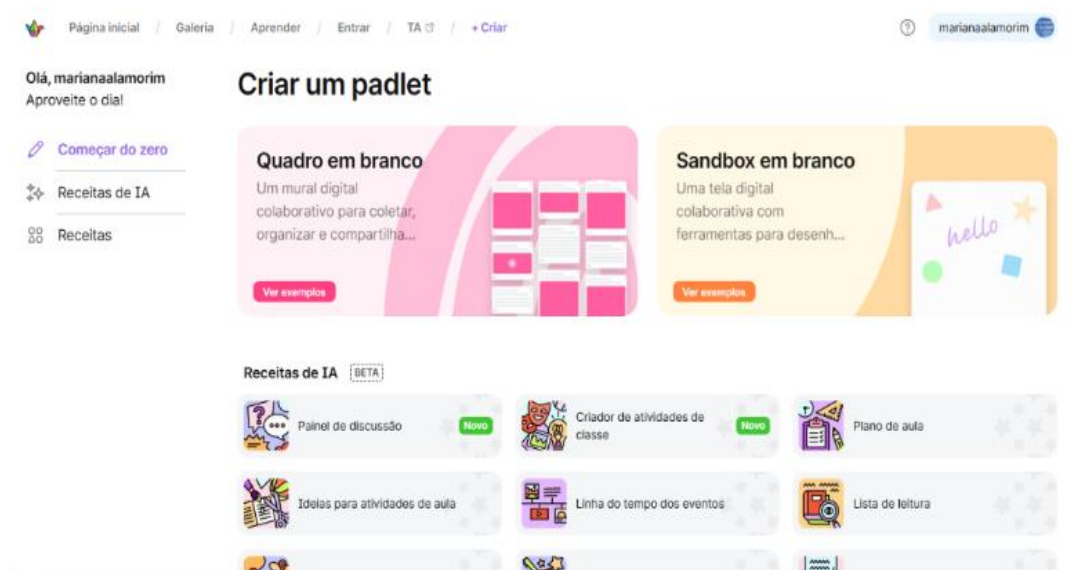 Página inicial / Galeria / Aprender / Entrar / TA / + Criar
marianaalamorim
Olá, marianaalamorim
Aproveite o dia!
Começar do zero
Receitas de IA
Receitas
Criar um padlet
Quadro em branco
Um mural digital
colaborativo para coletar,
organizar e compartilha...
Ver exemplos
Sandbox em branco
Uma tela digital
colaborativa com
ferramentas para desenh...
Ver exemplos
hello
Receitas de IA BETA
Painel de discussão Novo
Criador de atividades de
classe Novo
Plano de aula
Ideias para atividades de aula
Linha do tempo dos eventos
Lista de leitura